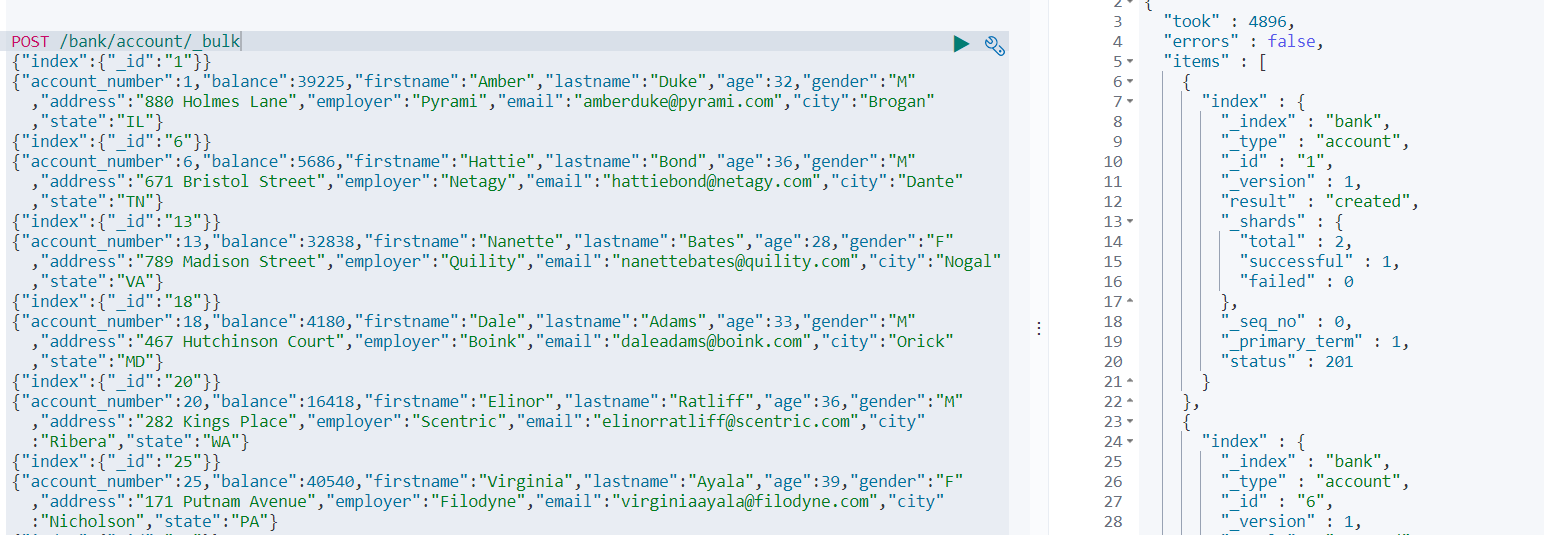 POST /bank/account/_bulk
{"index":{"_id":"1"}}
{"account_number":1,"balance":39225,"firstname":"Amber","lastname":"Duke","age":32,"gender":"M"
,"address":"880 Holmes Lane","employer":"Pyrami","email":"amberduke@pyrami.com","city":"Brogan"
,"state":"IL"}
{"index":{"_id":"6"}}
{"account_number":6,"balance":5686,"firstname":"Hattie","lastname":"Bond","age":36,"gender":"M"
,"address":"671 Bristol Street","employer":"Netagy","email":"hattiebond@netagy.com","city":"Dante"
,"state":"TN"}
{"index":{"_id":"13"}}
{"account_number":13,"balance":32838,"firstname":"Nanette","lastname":"Bates","age":28,"gender":"F"
,"address":"789 Madison Street","employer":"Quility","email":"nanettebates@quility.com","city":"Nogal"
,"state":"VA"}
{"index":{"_id":"18"}}
{"account_number":18,"balance":4180,"firstname":"Dale","lastname":"Adams","age":33,"gender":"M"
,"address":"467 Hutchinson Court","employer":"Boink","email":"daleadams@boink.com","city":"Orick"
,"state":"MD"}
{"index":{"_id":"20"}}
{"account_number":20,"balance":16418,"firstname":"Elinor","lastname":"Ratliff","age":36,"gender":"M"
,"address":"282 Kings Place","employer":"Scentric","email":"elinorratliff@scentric.com","city"
:"Ribera","state":"WA"}
{"index":{"_id":"25"}}
{"account_number":25,"balance":40540,"firstname":"Virginia","lastname":"Ayala","age":39,"gender":"F"
,"address":"171 Putnam Avenue","employer":"Filodyne","email":"virginiaayala@filodyne.com","city"
:"Nicholson","state":"PA"}
2 {
3 "took" : 4896,
4 "errors" : false,
5 "items" : [
6 {
7 "index" : {
8 "_index" : "bank",
9 "_type" : "account",
10 "_id" : "1",
11 "_version" : 1,
12 "result" : "created",
13 "_shards" : {
14 "total" : 2,
15 "successful" : 1,
16 "failed" : 0
17 },
18 "_seq_no" : 0,
19 "_primary_term" : 1,
20 "status" : 201
21 }
22 },
23 {
24 "index" : {
25 "_index" : "bank",
26 "_type" : "account",
27 "_id" : "6",
28 "_version" : 1,